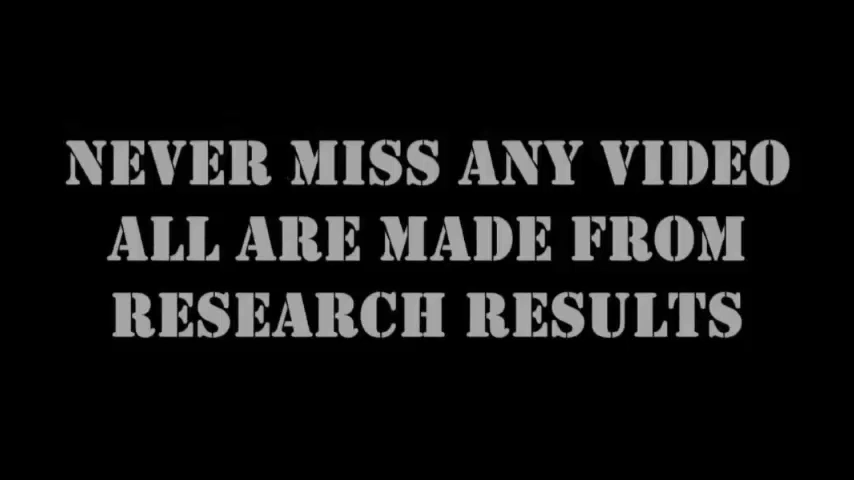 NEVER MISS ANY VIDEO
ALL ARE MADE FROM
RESEARCH RESULTS